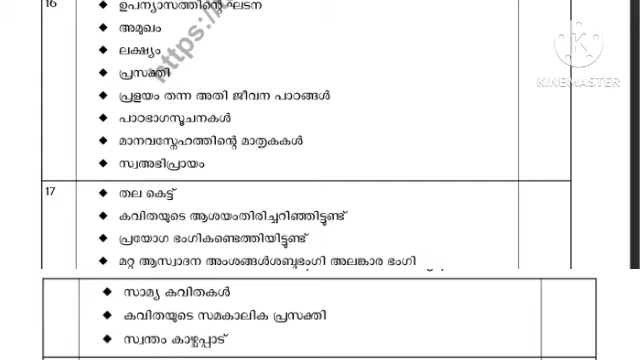 16
◆ ഉപന്യാസത്തിന്റെ ഘടന
◆ അമുഖം
◆ ലക്ഷ്യം
◆ പ്രസക്തി
◆ പ്രളയം തന്ന അതി ജീവന പാഠങ്ങൾ
◆ പാഠഭാഗസൂചനകൾ
◆ മാനവസ്നേഹത്തിന്റെ മാതൃകകൾ
◆ സ്വഅഭിപ്രായം
17
◆ തല കെട്ട്
◆ കവിതയുടെ ആശയംതിരിച്ചറിഞ്ഞിട്ടുണ്ട്
◆ പ്രയോഗ ഭംഗികണ്ടെത്തിയിട്ടുണ്ട്
◆ മറ്റ ആസ്വാദന അംശങ്ങൾശബ്ദഭംഗി അലങ്കാര ഭംഗി
◆ സാമ്യ കവിതകൾ
◆ കവിതയുടെ സമകാലിക പ്രസക്തി
◆ സ്വന്തം കാഴ്ചപ്പാട്
https:/
KINEMASTER